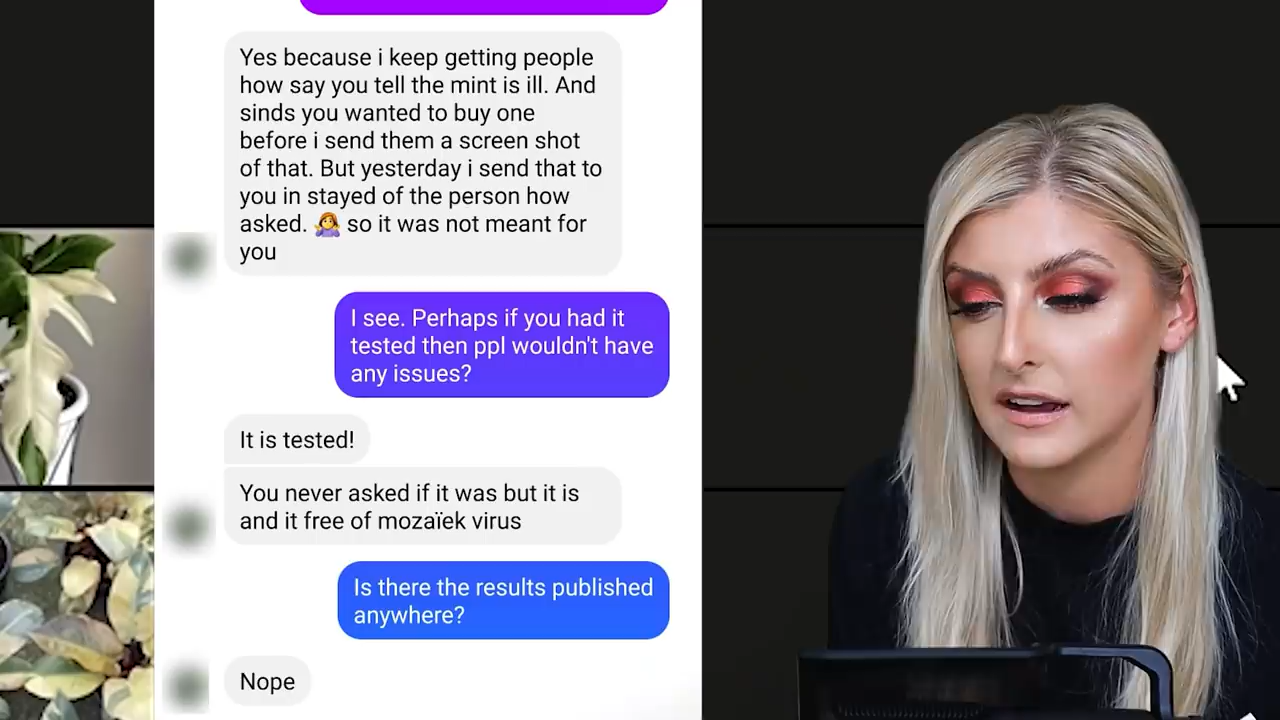 Yes because i keep getting people
how say you tell the mint is ill. And
sinds you wanted to buy one
before i send them a screen shot
of that. But yesterday i send that to
you in stayed of the person how
asked. 🤷‍♀️ so it was not meant for
you
I see. Perhaps if you had it
tested then ppl wouldn't have
any issues?
It is tested!
You never asked if it was but it is
and it free of mozaïek virus
Is there the results published
anywhere?
Nope